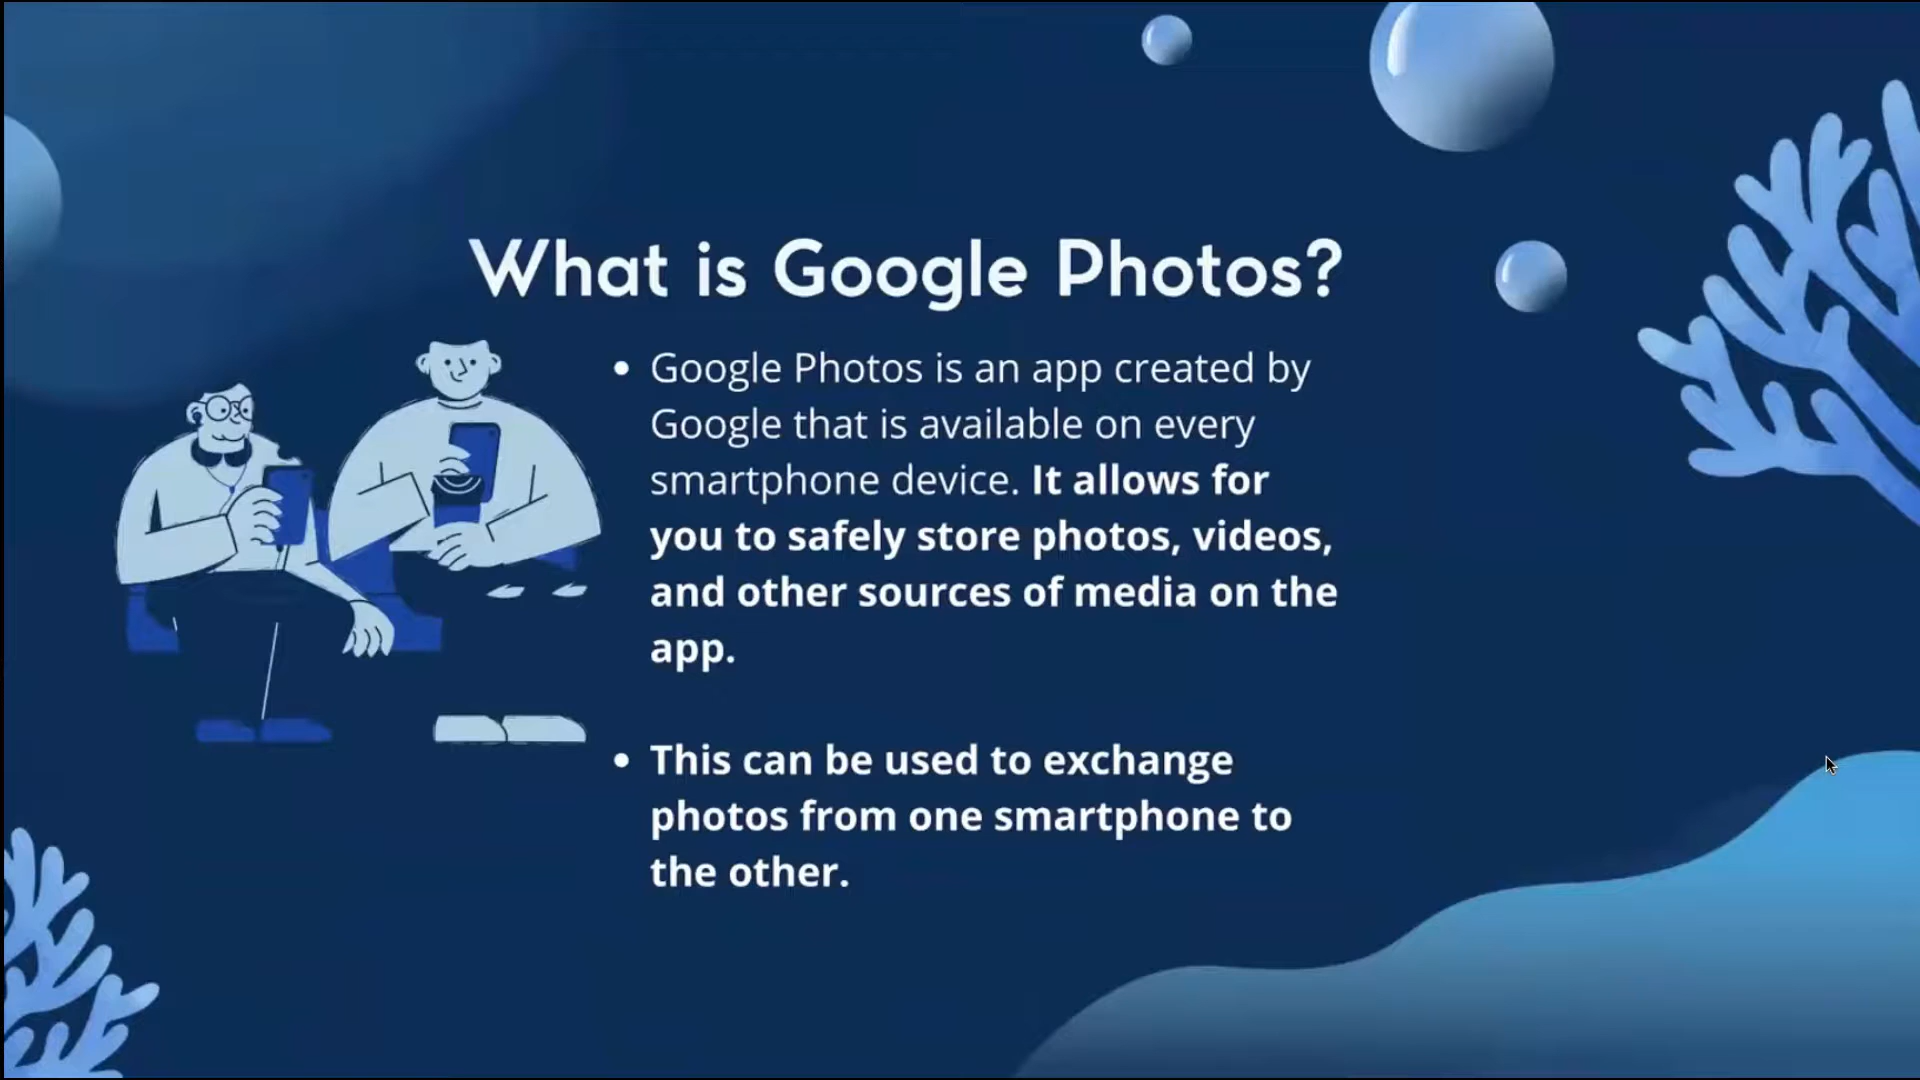 What is Google Photos?
• Google Photos is an app created by
Google that is available on every
smartphone device. It allows for
you to safely store photos, videos,
and other sources of media on the
app.
• This can be used to exchange
photos from one smartphone to
the other.